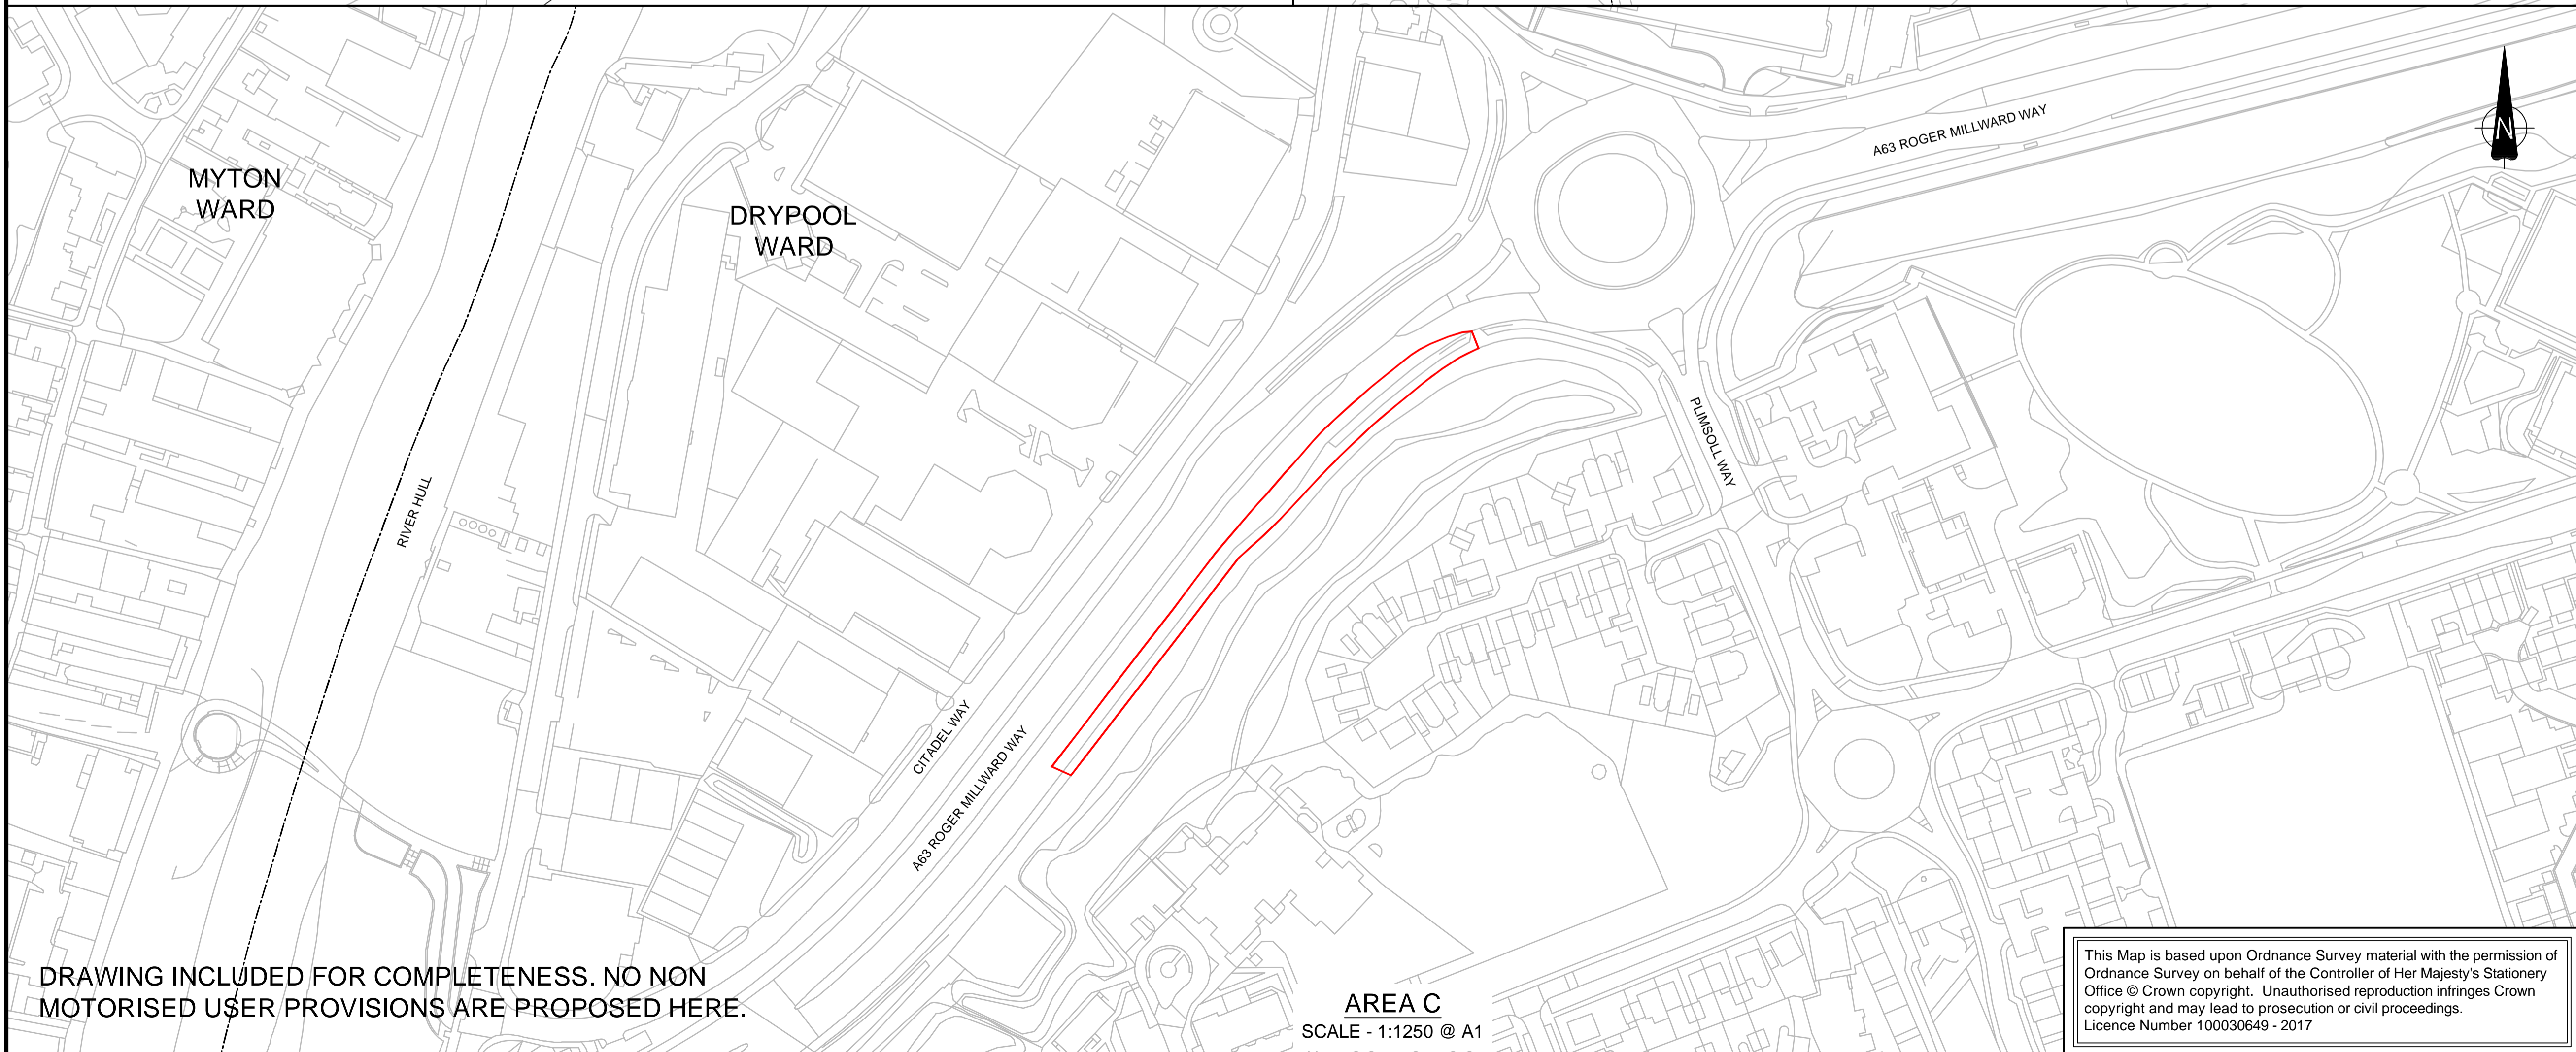 MYTON
WARD
DRYPOOL
WARD
A63 ROGER MILLWARD WAY
N
RIVER HULL
PLIMSOLL WAY
CITADEL WAY
A63 ROGER MILLWARD WAY
DRAWING INCLUDED FOR COMPLETENESS. NO NON
MOTORISED USER PROVISIONS ARE PROPOSED HERE.
AREA C
SCALE - 1:1250 @ A1
This Map is based upon Ordnance Survey material with the permission of
Ordnance Survey on behalf of the Controller of Her Majesty's Stationery
Office © Crown copyright. Unauthorised reproduction infringes Crown
copyright and may lead to prosecution or civil proceedings.
Licence Number 100030649 - 2017